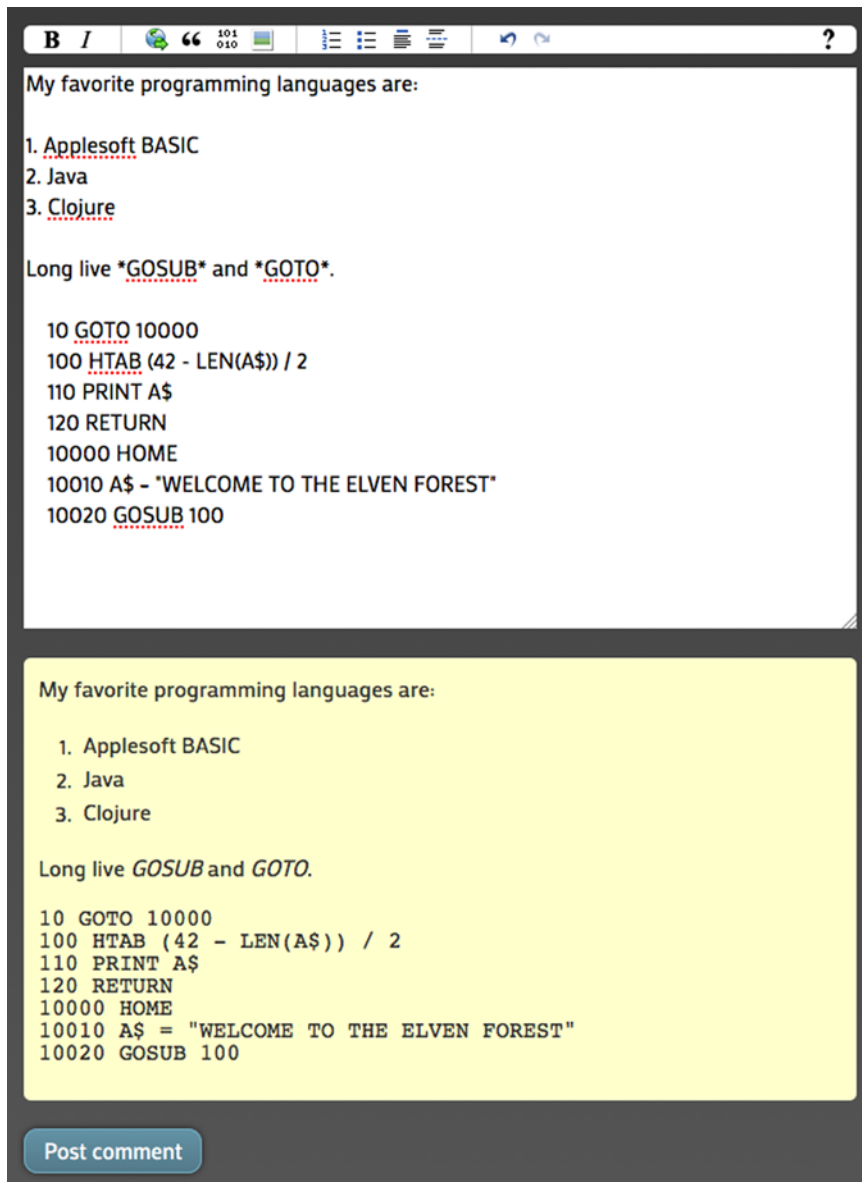 B I 101 010 ?
My favorite programming languages are:
1. Applesoft BASIC
2. Java
3. Clojure
Long live *GOSUB* and *GOTO*.
10 GOTO 10000
100 HTAB (42 - LEN(A$)) / 2
110 PRINT A$
120 RETURN
10000 HOME
10010 A$ = "WELCOME TO THE ELVEN FOREST"
10020 GOSUB 100
My favorite programming languages are:
1. Applesoft BASIC
2. Java
3. Clojure
Long live GOSUB and GOTO.
10 GOTO 10000
100 HTAB (42 - LEN(A$)) / 2
110 PRINT A$
120 RETURN
10000 HOME
10010 A$ = "WELCOME TO THE ELVEN FOREST"
10020 GOSUB 100
Post comment